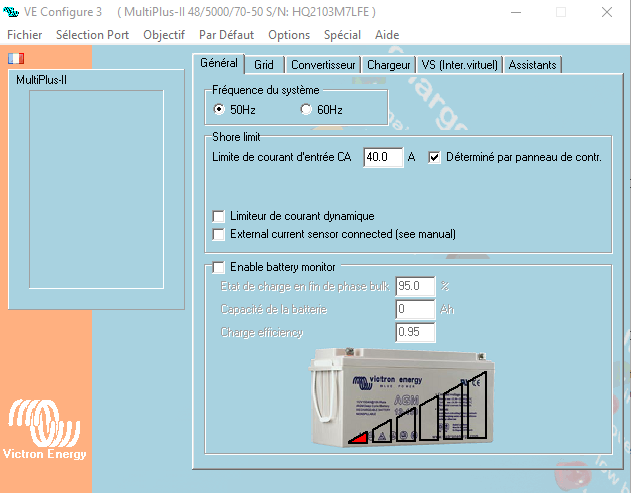 VE Configure 3 ( MultiPlus-II 48/5000/70-50 S/N: HQ2103M7LFE )
Fichier Sélection Port Objectif Par Défaut Options Spécial Aide
MultiPlus-II
Général Grid Convertisseur Chargeur VS (Inter.virtuel) Assistants
Fréquence du système
50Hz 60Hz
Shore limit
Limite de courant d'entrée CA 40.0 A Déterminé par panneau de contr.
Limiteur de courant dynamique
External current sensor connected (see manual)
Enable battery monitor
Etat de charge en fin de phase bulk 95.0 %
Capacité de la batterie 0 Ah
Charge efficiency 0.95
victron energy
BLUE POWER
AGM
Victron Energy